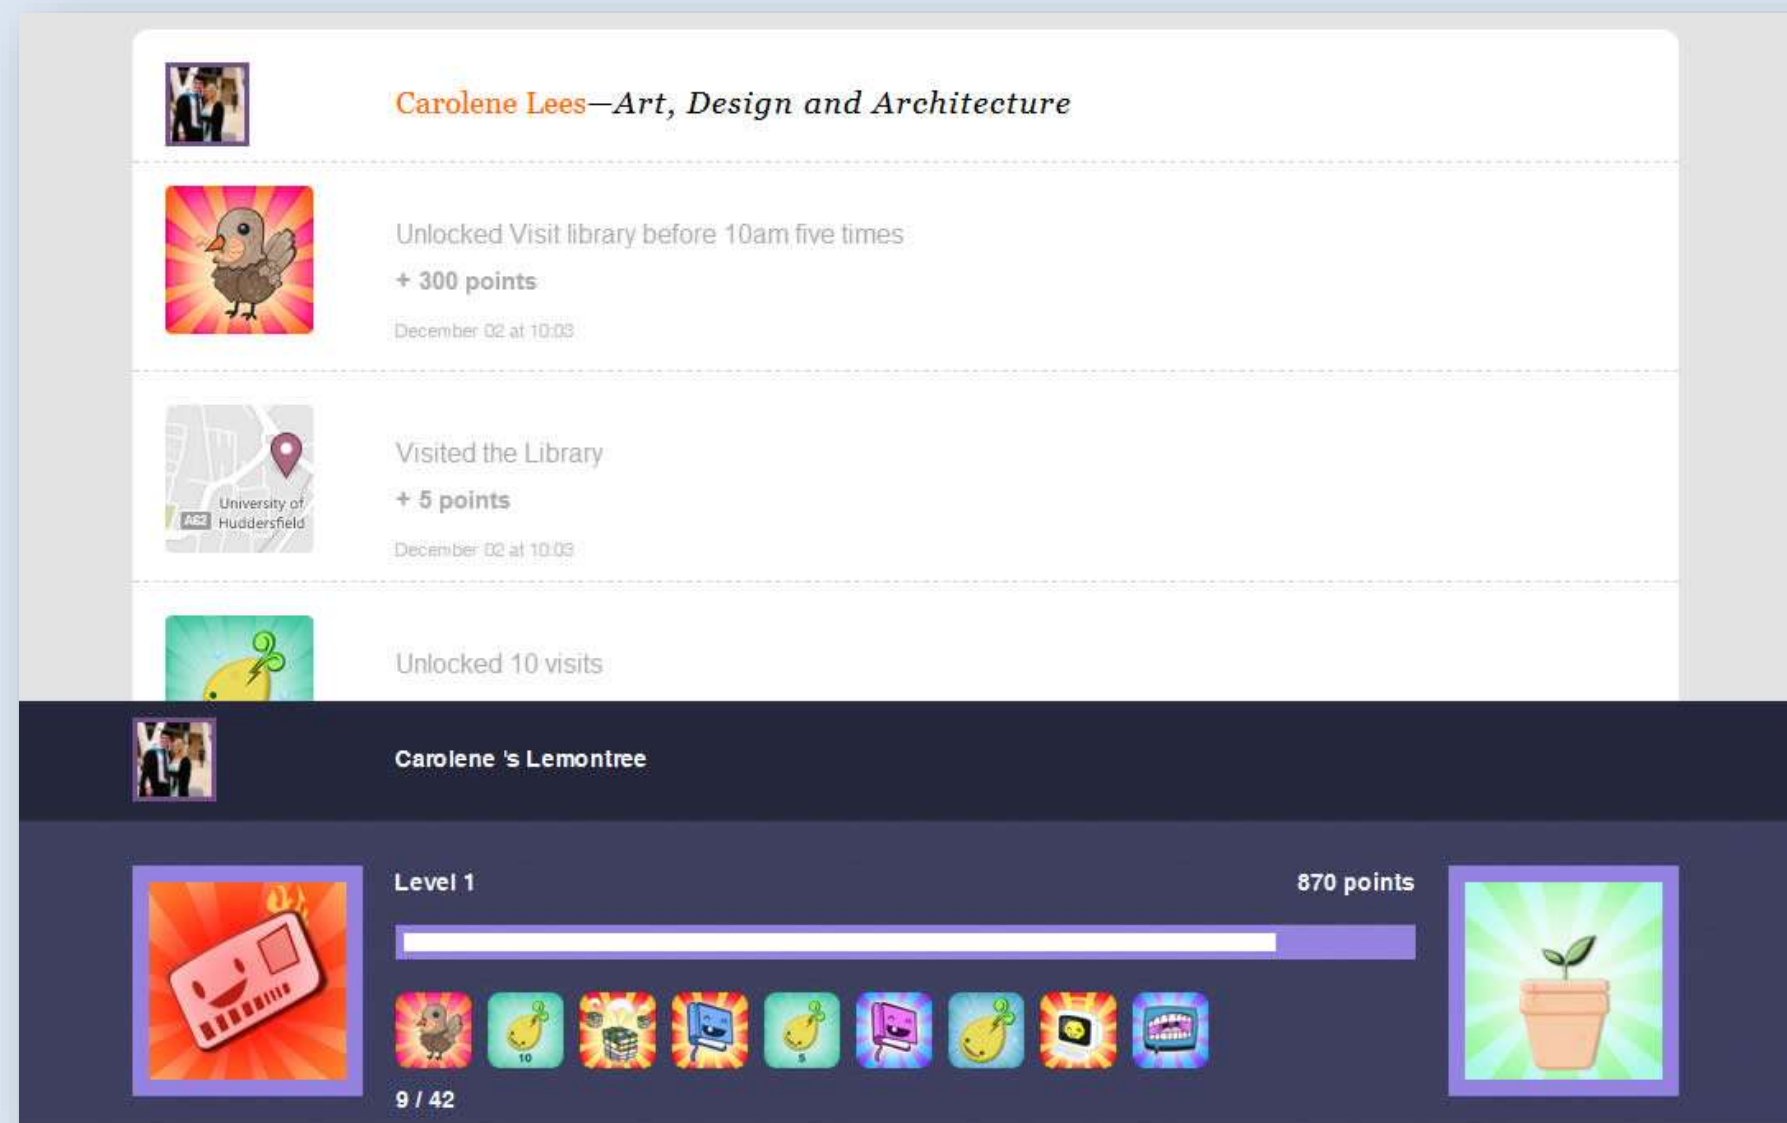 Carolene Lees—Art, Design and Architecture
Unlocked Visit library before 10am five times
+ 300 points
December 02 at 10:03
Visited the Library
+ 5 points
December 02 at 10:03
University of
A62 Huddersfield
Unlocked 10 visits
Carolene 's Lemontree
Level 1
870 points
10
5
9 / 42